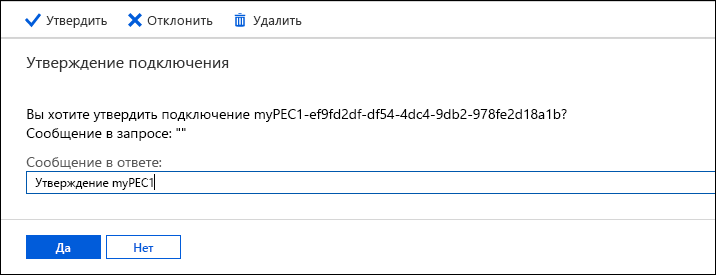 Утвердить Отклонить Удалить
Утверждение подключения
Вы хотите утвердить подключение myPEC1-ef9fd2df-df54-4dc4-9db2-978fe2d18a1b?
Сообщение в запросе: ""
Сообщение в ответе:
Утверждение myPEC1
Да Нет